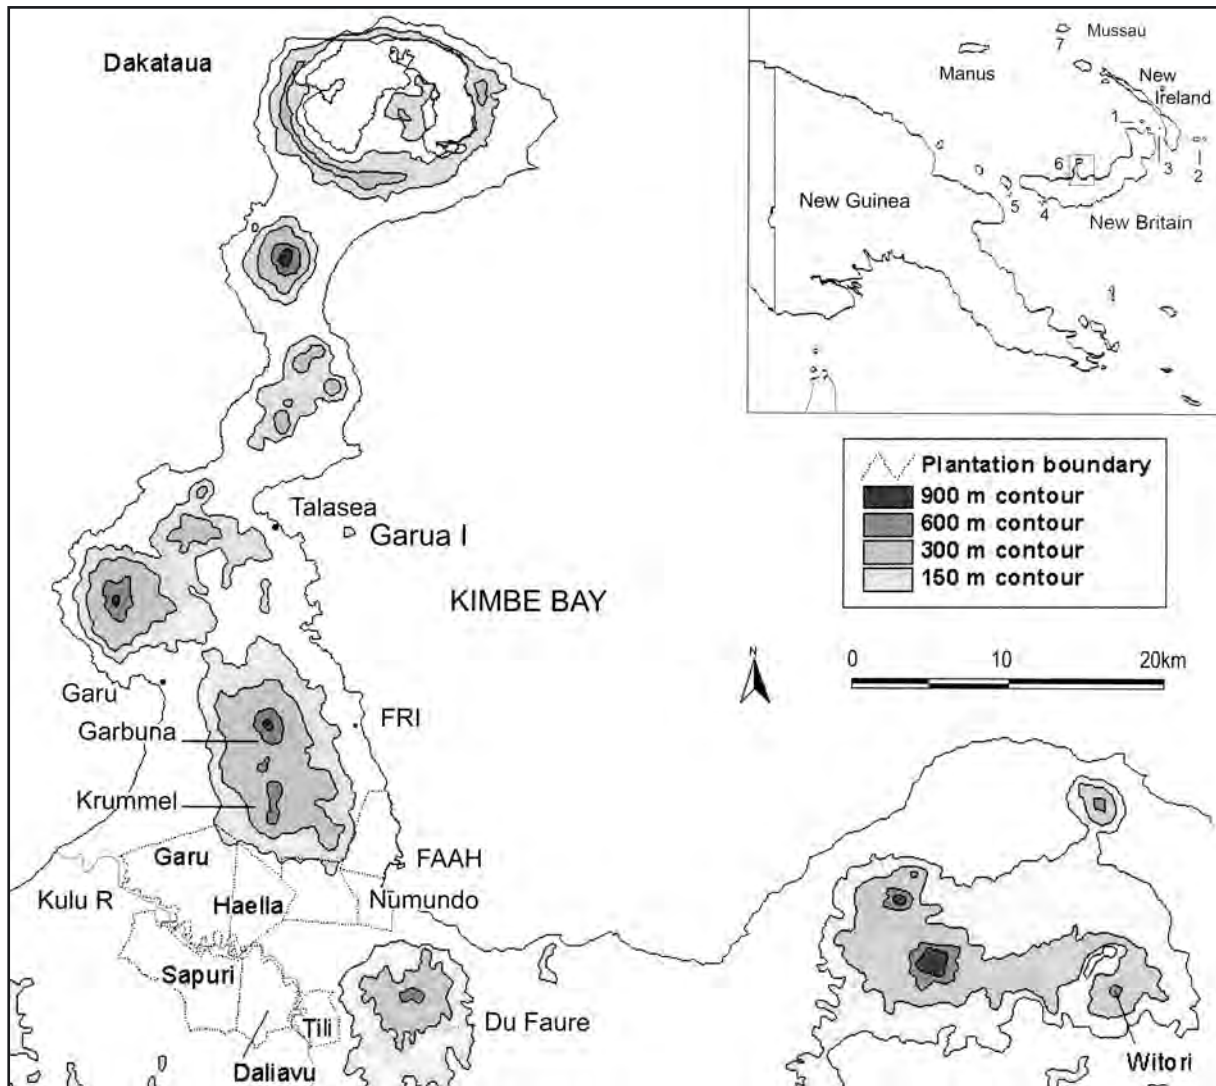 Dakataua
7
Mussau
Manus
New
Ireland
1
6
3
2
New Guinea
5
4
New Britain
Plantation boundary
900 m contour
600 m contour
300 m contour
150 m contour
Talasea
Garua I
KIMBE BAY
N
0
10
20km
Garu
FRI
Garbuna
Krummel
Garu
FAAH
Kulu R
Haella
Numundo
Sapuri
Tili
Du Faure
Daliavu
Witori